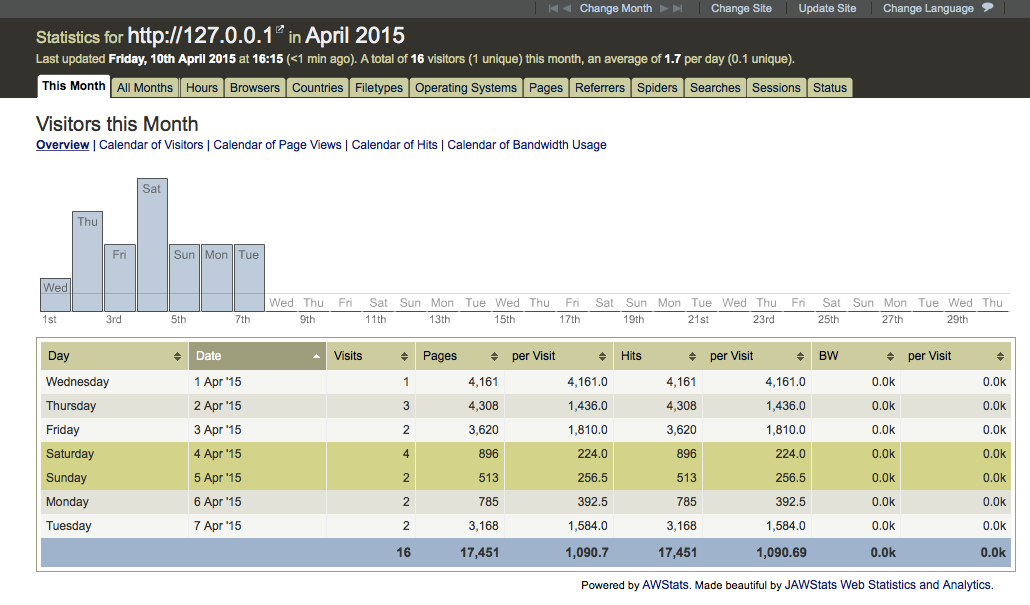 Change Month Change Site Update Site Change Language
Statistics for http://127.0.0.1 in April 2015
Last updated Friday, 10th April 2015 at 16:15 (<1 min ago). A total of 16 visitors (1 unique) this month, an average of 1.7 per day (0.1 unique).
This Month All Months Hours Browsers Countries Filetypes Operating Systems Pages Referrers Spiders Searches Sessions Status
Visitors this Month
Overview | Calendar of Visitors | Calendar of Page Views | Calendar of Hits | Calendar of Bandwidth Usage
Wed Thu Fri Sat Sun Mon Tue Wed Thu Fri Sat Sun Mon Tue Wed Thu Fri Sat Sun Mon Tue Wed Thu Fri Sat Sun Mon Tue Wed Thu
1st 3rd 5th 7th 9th 11th 13th 15th 17th 19th 21st 23rd 25th 27th 29th
Day Date Visits Pages per Visit Hits per Visit BW per Visit
Wednesday 1 Apr '15 1 4,161 4,161.0 4,161 4,161.0 0.0k 0.0k
Thursday 2 Apr '15 3 4,308 1,436.0 4,308 1,436.0 0.0k 0.0k
Friday 3 Apr '15 2 3,620 1,810.0 3,620 1,810.0 0.0k 0.0k
Saturday 4 Apr '15 4 896 224.0 896 224.0 0.0k 0.0k
Sunday 5 Apr '15 2 513 256.5 513 256.5 0.0k 0.0k
Monday 6 Apr '15 2 785 392.5 785 392.5 0.0k 0.0k
Tuesday 7 Apr '15 2 3,168 1,584.0 3,168 1,584.0 0.0k 0.0k
16 17,451 1,090.7 17,451 1,090.69 0.0k 0.0k
Powered by AWStats. Made beautiful by JAWStats Web Statistics and Analytics.